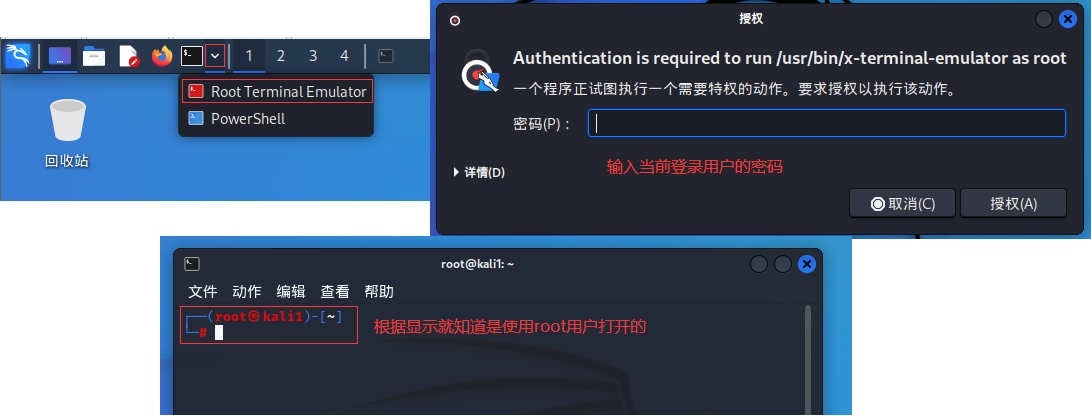 1 2 3 4
Root Terminal Emulator
PowerShell
回收站
授权
Authentication is required to run /usr/bin/x-terminal-emulator as root
一个程序正试图执行一个需要特权的动作。要求授权以执行该动作。
密码(P)：
输入当前登录用户的密码
详情(D)
取消(C)
授权(A)
root@kali1: ~
文件 动作 编辑 查看 帮助
┌──(root㉿kali1)-[~]
└─#
根据显示就知道是使用root用户打开的